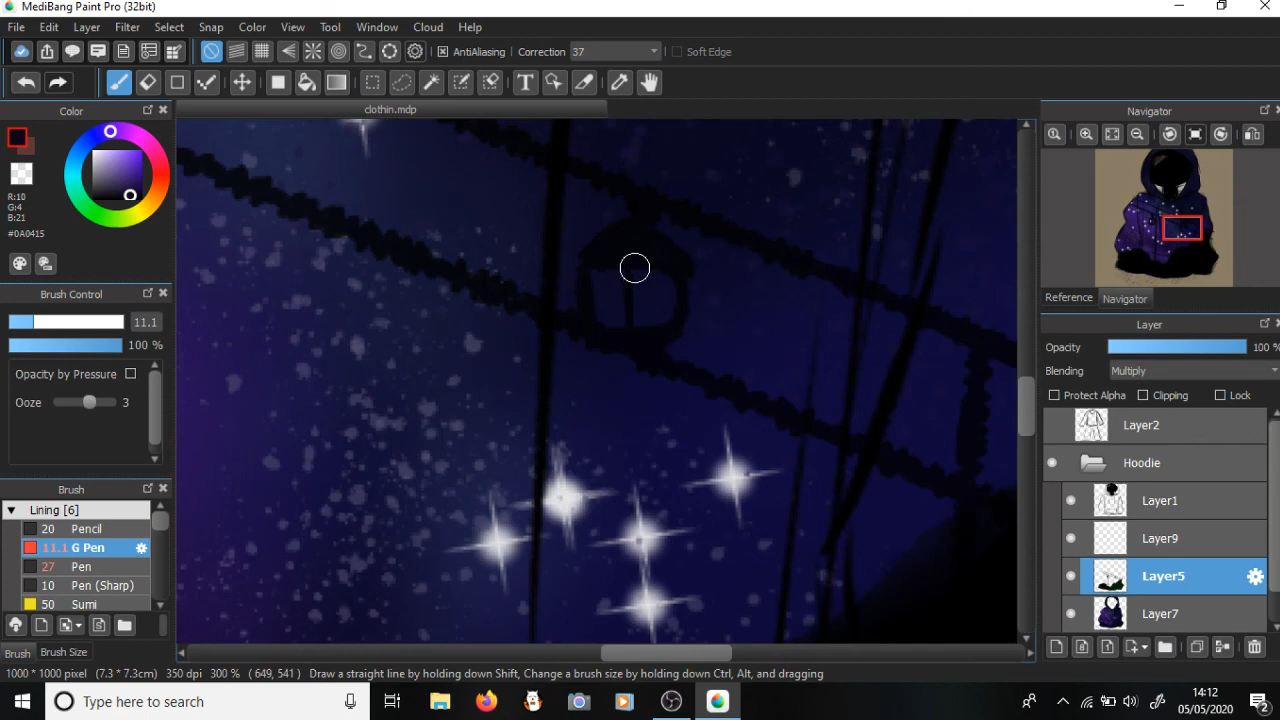 MediBang Paint Pro (32bit)
File Edit Layer Filter Select Snap Color View Tool Window Cloud Help
AntiAliasing Correction 37 Soft Edge
T
Color
clothin.mdp
Navigator
R:10
G:4
B:21
#0A0415
Brush Control
11.1
100 %
Opacity by Pressure
Ooze 3
Brush
Lining [6]
20 Pencil
11.1 G Pen
27 Pen
10 Pen (Sharp)
50 Sumi
Brush Brush Size
Reference Navigator
Layer
Opacity 100 %
Blending Multiply
Protect Alpha Clipping Lock
Layer2
Hoodie
Layer1
Layer9
Layer5
Layer7
1000 * 1000 pixel (7.3 * 7.3cm) 350 dpi 300 % ( 649, 541 ) Draw a straight line by holding down Shift, Change a brush size by holding down Ctrl, Alt, and dragging
Type here to search
14:12
05/05/2020
2